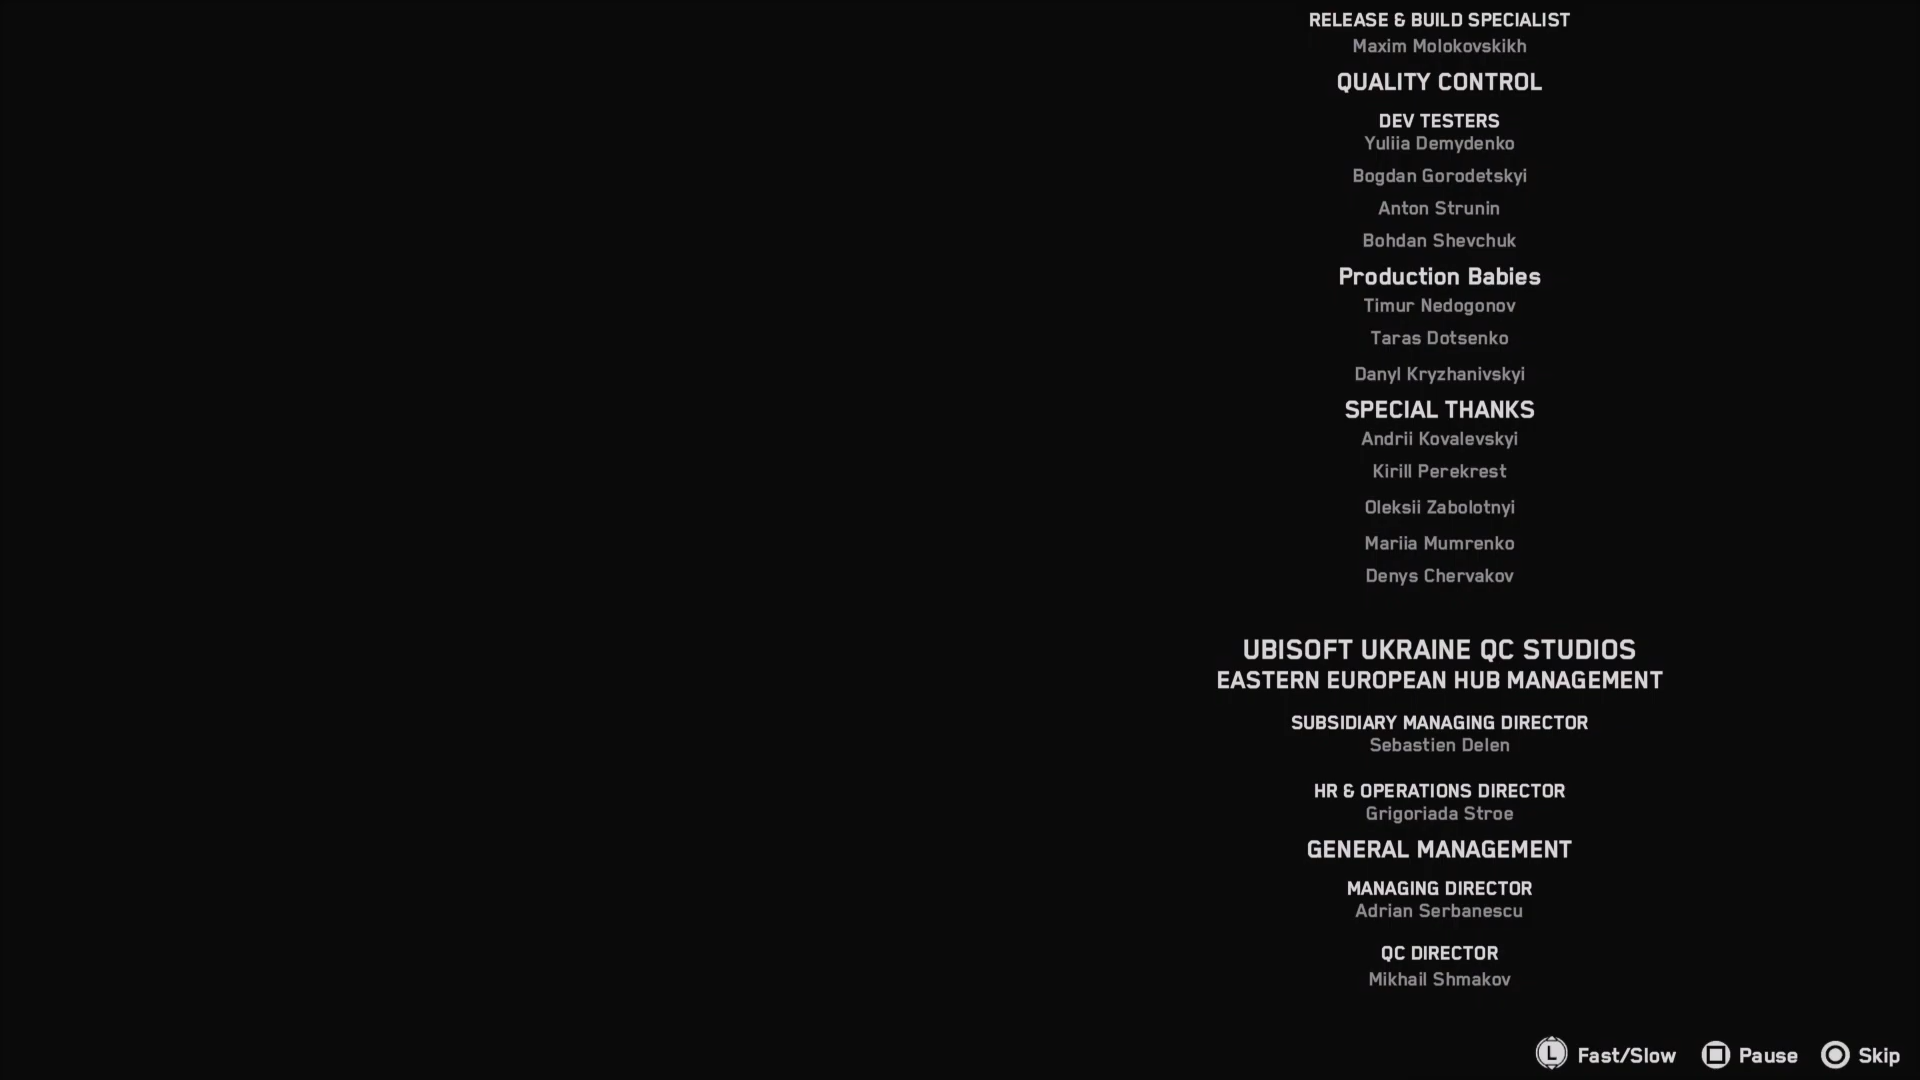 RELEASE & BUILD SPECIALIST
Maxim Molokovskikh
QUALITY CONTROL
DEV TESTERS
Yuliia Demydenko
Bogdan Gorodetskyi
Anton Strunin
Bohdan Shevchuk
Production Babies
Timur Nedogonov
Taras Dotsenko
Danyl Kryzhanivskyi
SPECIAL THANKS
Andrii Kovalevskyi
Kirill Perekrest
Oleksii Zabolotnyi
Mariia Mumrenko
Denys Chervakov
UBISOFT UKRAINE QC STUDIOS
EASTERN EUROPEAN HUB MANAGEMENT
SUBSIDIARY MANAGING DIRECTOR
Sebastien Delen
HR & OPERATIONS DIRECTOR
Grigoriada Stroe
GENERAL MANAGEMENT
MANAGING DIRECTOR
Adrian Serbanescu
QC DIRECTOR
Mikhail Shmakov
L Fast/Slow Pause Skip